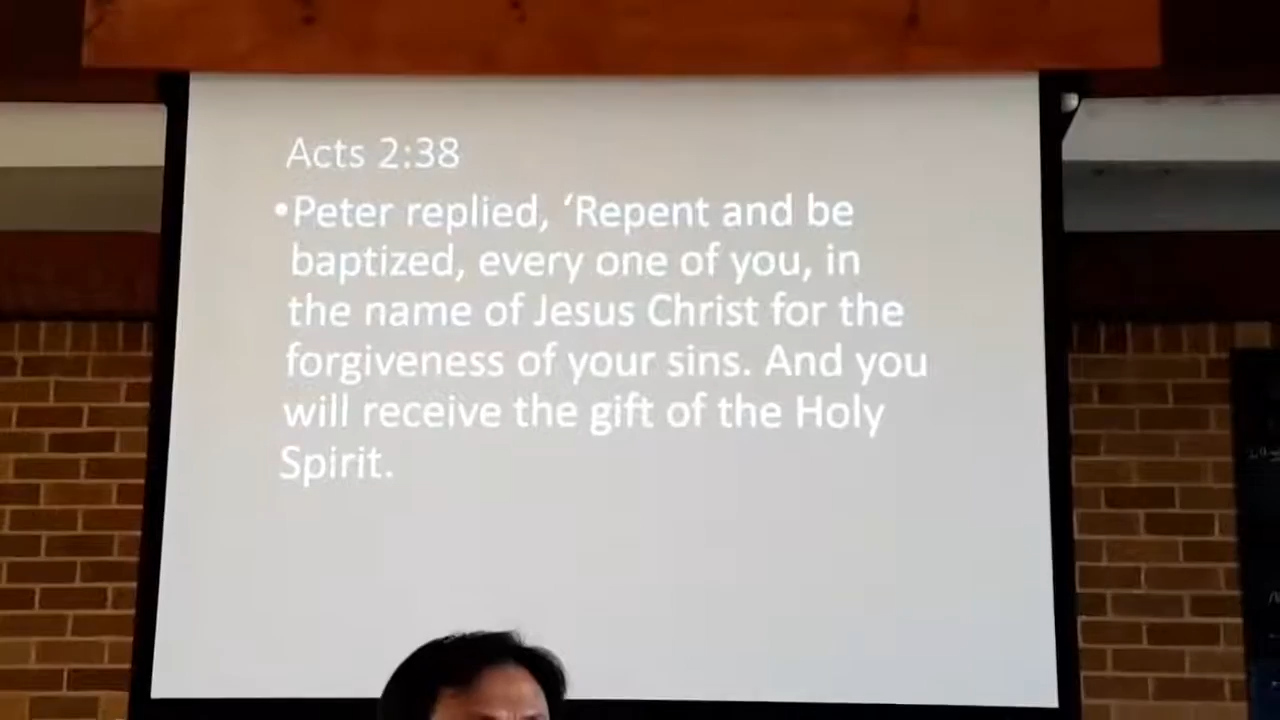 Acts 2:38
•Peter replied, ‘Repent and be
baptized, every one of you, in
the name of Jesus Christ for the
forgiveness of your sins. And you
will receive the gift of the Holy
Spirit.